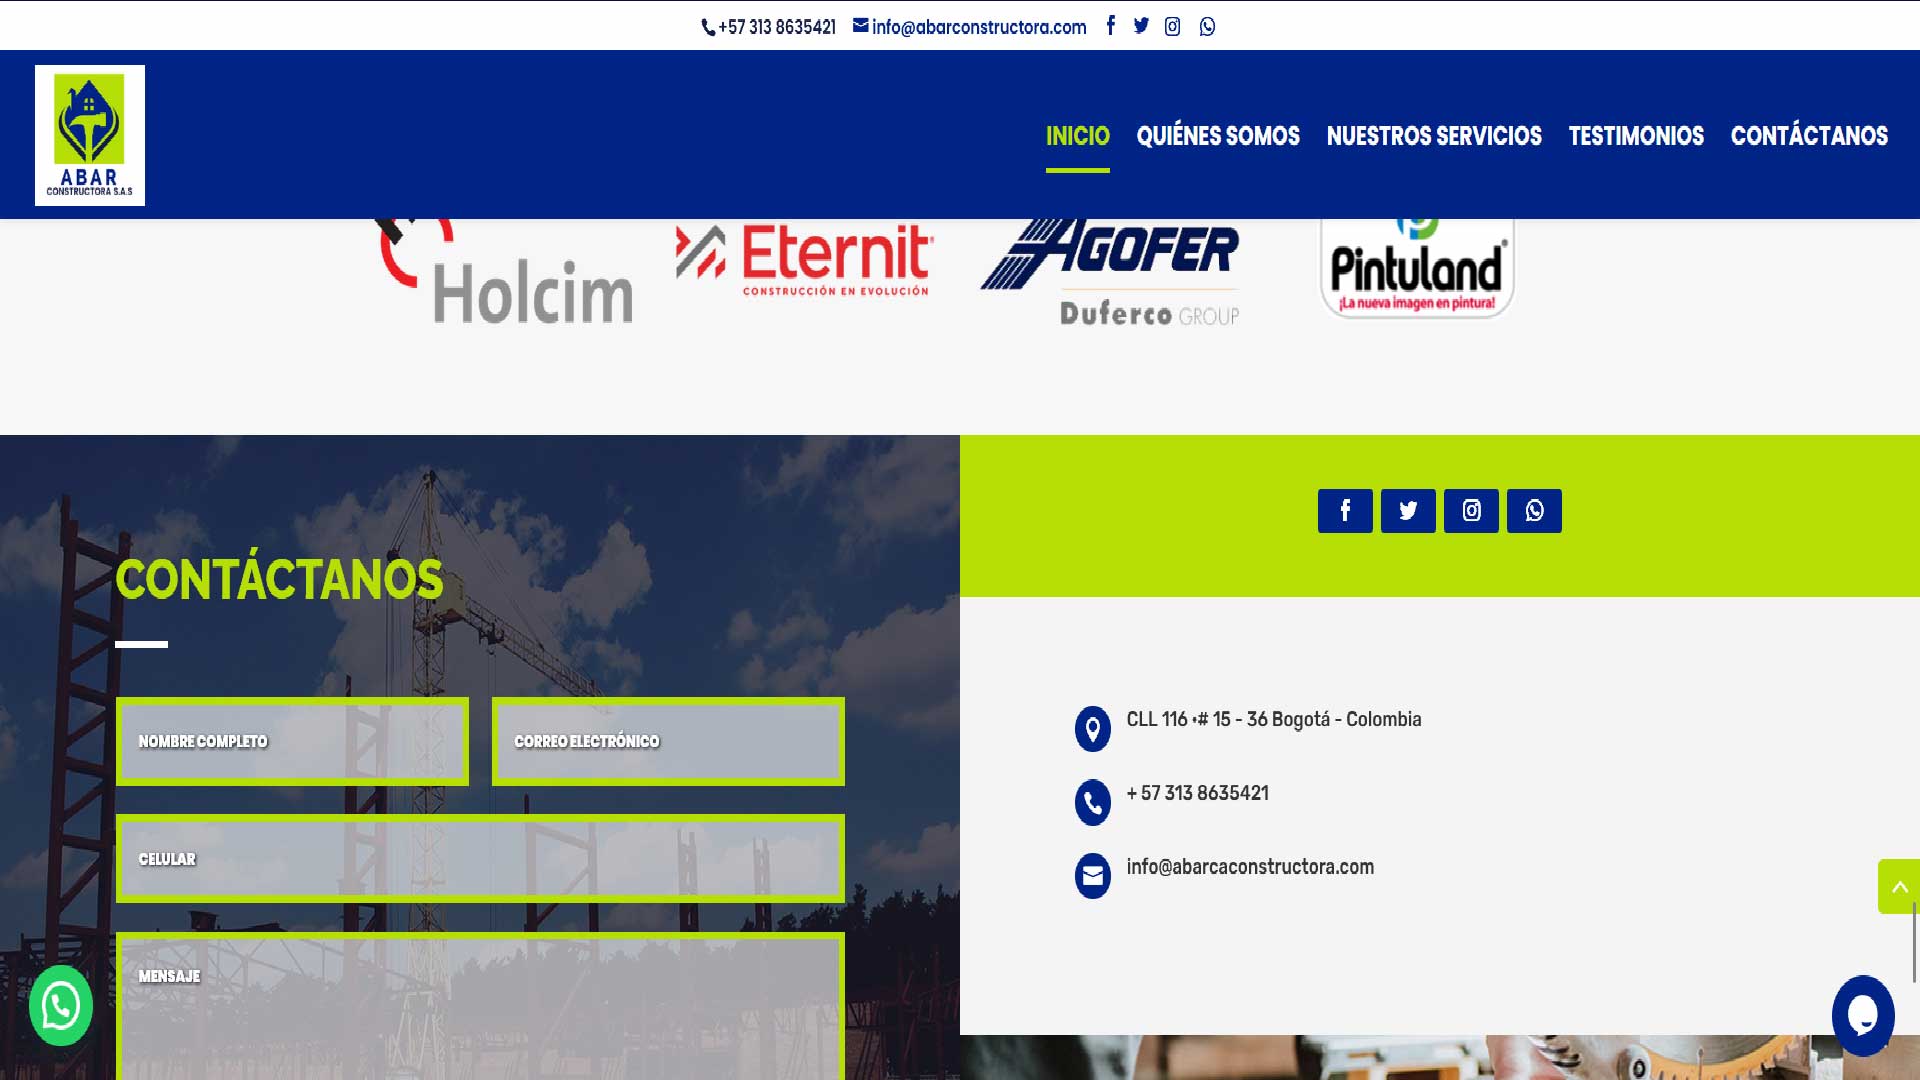 +57 313 8635421 info@abarconstructora.com
ABAR
CONSTRUCTORA S.A.S
INICIO QUIÉNES SOMOS NUESTROS SERVICIOS TESTIMONIOS CONTÁCTANOS
Holcim
Eternit®
CONSTRUCCIÓN EN EVOLUCIÓN
AGOFER
Duferco GROUP
Pintuland®
¡La nueva imagen en pintura!
CONTÁCTANOS
NOMBRE COMPLETO
CORREO ELECTRÓNICO
CELULAR
MENSAJE
CLL 116 •# 15 - 36 Bogotá - Colombia
+ 57 313 8635421
info@abarcaconstructora.com